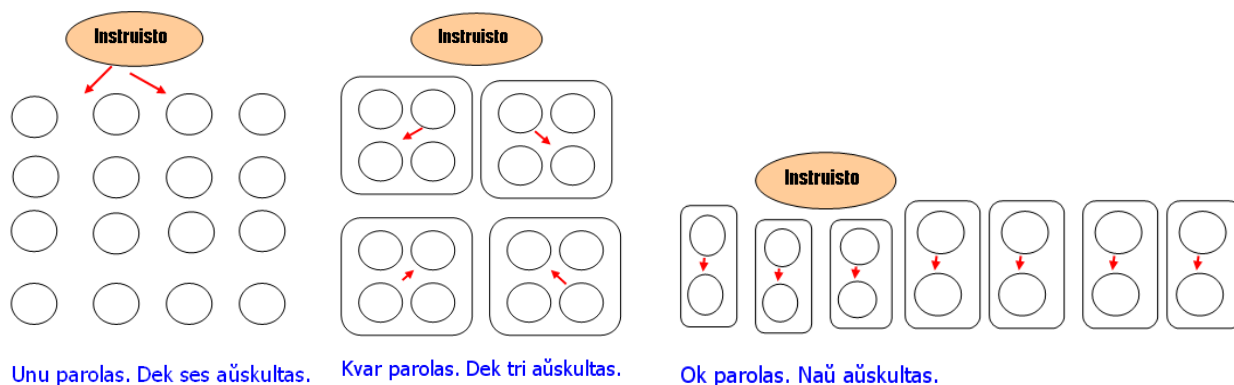 Instruisto
Unu parolas. Dek ses aŭskultas.
Instruisto
Kvar parolas. Dek tri aŭskultas.
Instruisto
Ok parolas. Naŭ aŭskultas.